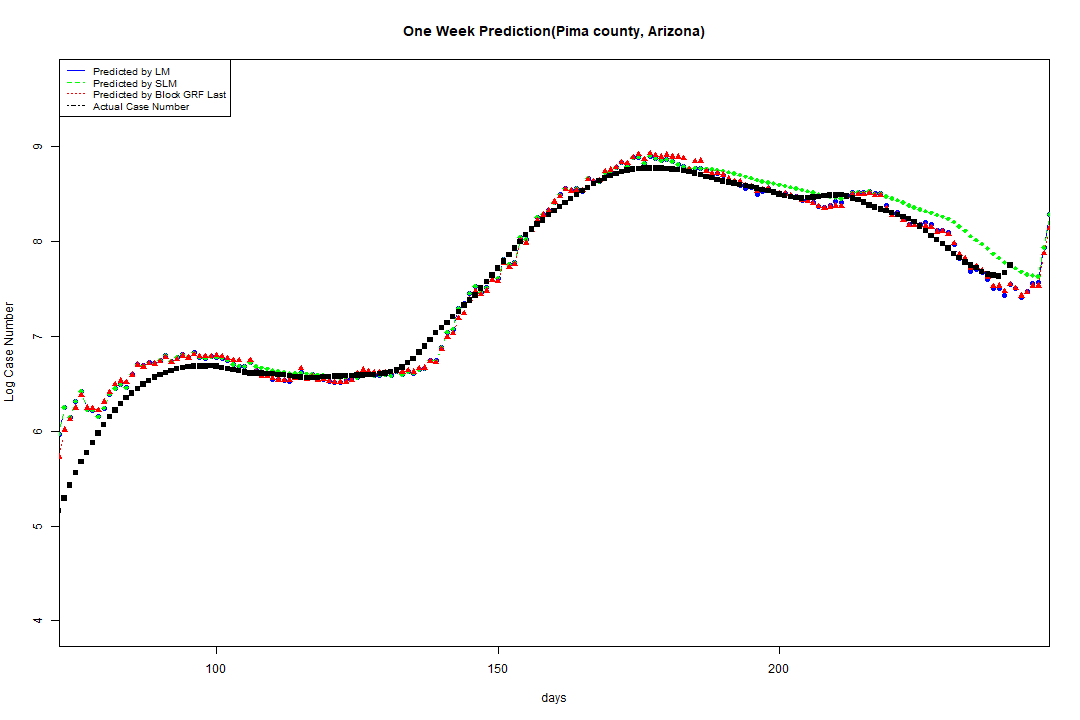 One Week Prediction(Pima county, Arizona)
Predicted by LM
Predicted by SLM
Predicted by Block GRF Last
Actual Case Number
9
8
7
6
5
4
Log Case Number
100 150 200
days